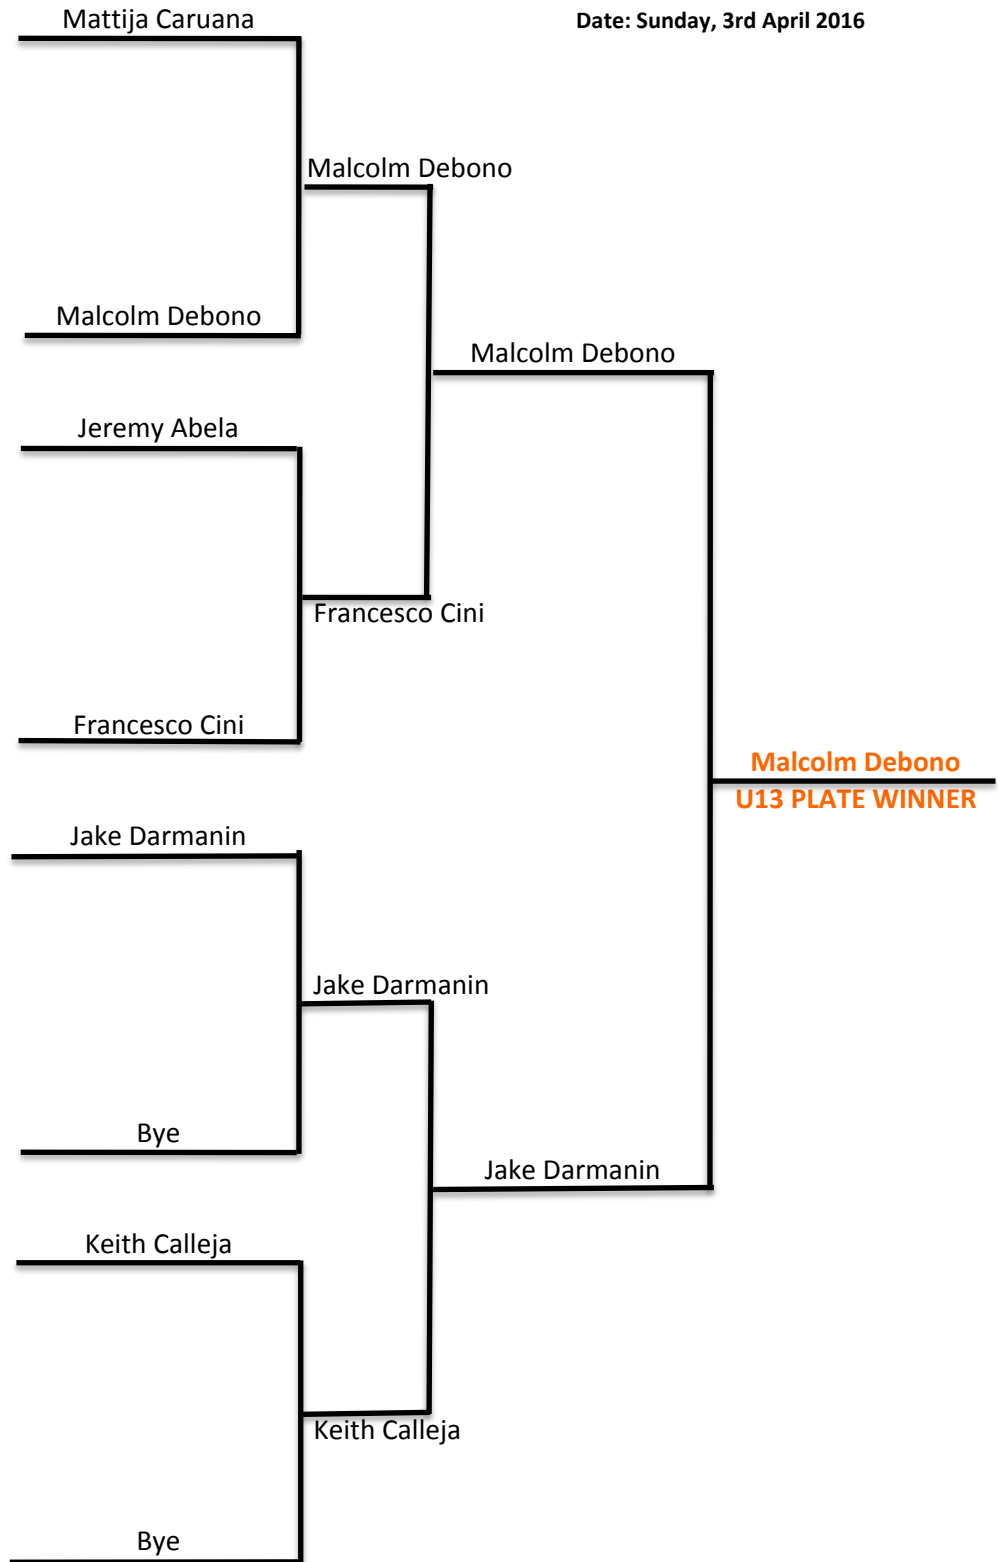 Mattija Caruana
Date: Sunday, 3rd April 2016
Malcolm Debono
Malcolm Debono
Malcolm Debono
Jeremy Abela
Francesco Cini
Francesco Cini
Malcolm Debono
U13 PLATE WINNER
Jake Darmanin
Jake Darmanin
Bye
Jake Darmanin
Keith Calleja
Keith Calleja
Bye